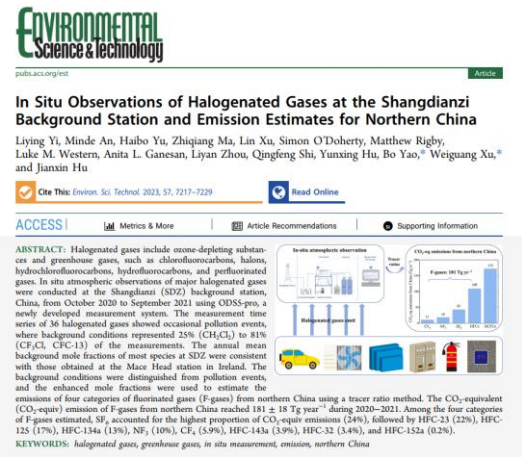 ENVIRONMENTAL
Science & Technology
pubs.acs.org/est
Article
In Situ Observations of Halogenated Gases at the Shangdianzi
Background Station and Emission Estimates for Northern China
Liying Yi, Minde An, Haibo Yu, Zhiqiang Ma, Lin Xu, Simon O'Doherty, Matthew Rigby,
Luke M. Western, Anita L. Ganesan, Liyan Zhou, Qingfeng Shi, Yunxing Hu, Bo Yao,* Weiguang Xu,*
and Jianxin Hu
Cite This: Environ. Sci. Technol. 2023, 57, 7217–7229
Read Online
ACCESS
Metrics & More
Article Recommendations
Supporting Information
ABSTRACT: Halogenated gases include ozone-depleting substan-
ces and greenhouse gases, such as chlorofluorocarbons, halons,
hydrochlorofluorocarbons, hydrofluorocarbons, and perfluorinated
gases. In situ atmospheric observations of major halogenated gases
were conducted at the Shangdianzi (SDZ) background station,
China, from October 2020 to September 2021 using ODS5-pro, a
newly developed measurement system. The measurement time
series of 36 halogenated gases showed occasional pollution events,
where background conditions represented 25% (CH₂Cl₂) to 81%
(CF₃Cl, CFC-13) of the measurements. The annual mean
background mole fractions of most species at SDZ were consistent
with those obtained at the Mace Head station in Ireland. The
background conditions were distinguished from pollution events,
and the enhanced mole fractions were used to estimate the
emissions of four categories of fluorinated gases (F-gases) from northern China using a tracer ratio method. The CO₂-equivalent
(CO₂-equiv) emission of F-gases from northern China reached 181 ± 18 Tg year⁻¹ during 2020–2021. Among the four categories
of F-gases estimated, SF₆ accounted for the highest proportion of CO₂-equiv emissions (24%), followed by HFC-23 (22%), HFC-
125 (17%), HFC-134a (13%), NF₃ (10%), CF₄ (5.9%), HFC-143a (3.9%), HFC-32 (3.4%), and HFC-152a (0.2%).
KEYWORDS: halogenated gases, greenhouse gases, in situ measurement, emission, northern China
In-situ atmospheric observation
Tracer
ratio
Halogenated gases emit
CO₂-eq emissions from northern China
F-gases: 181 Tg yr⁻¹